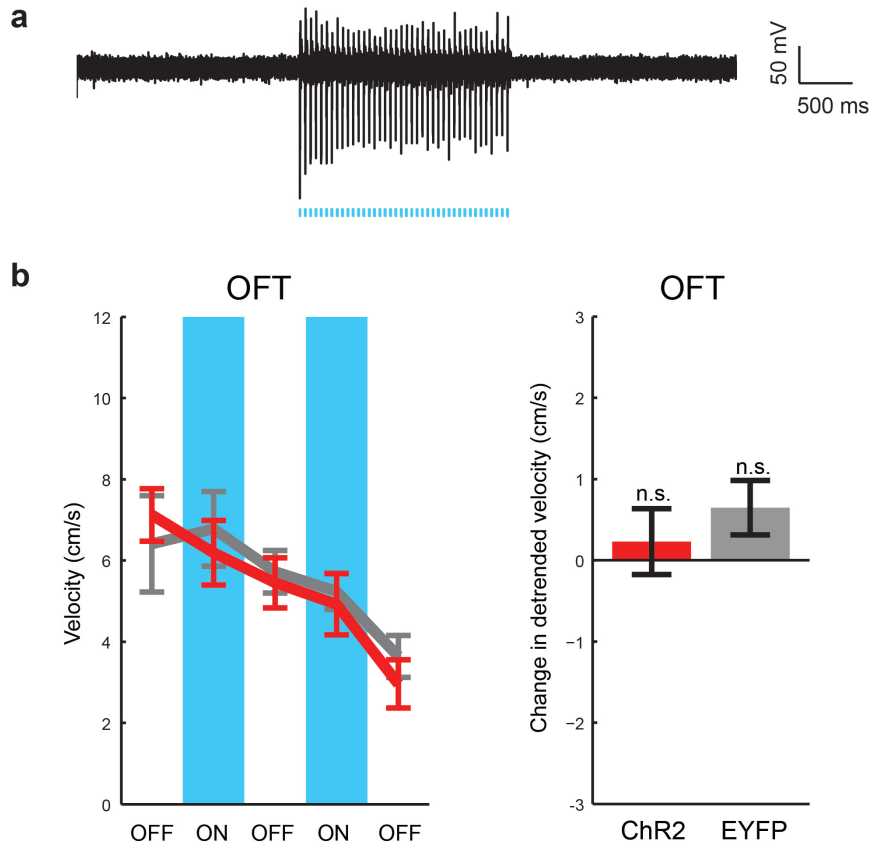 a
50 mV
500 ms
b
OFT
12
10
8
6
4
2
0
Velocity (cm/s)
OFF ON OFF ON OFF
OFT
3
2
1
0
−1
−2
-3
Change in detrended velocity (cm/s)
n.s. n.s.
ChR2 EYFP